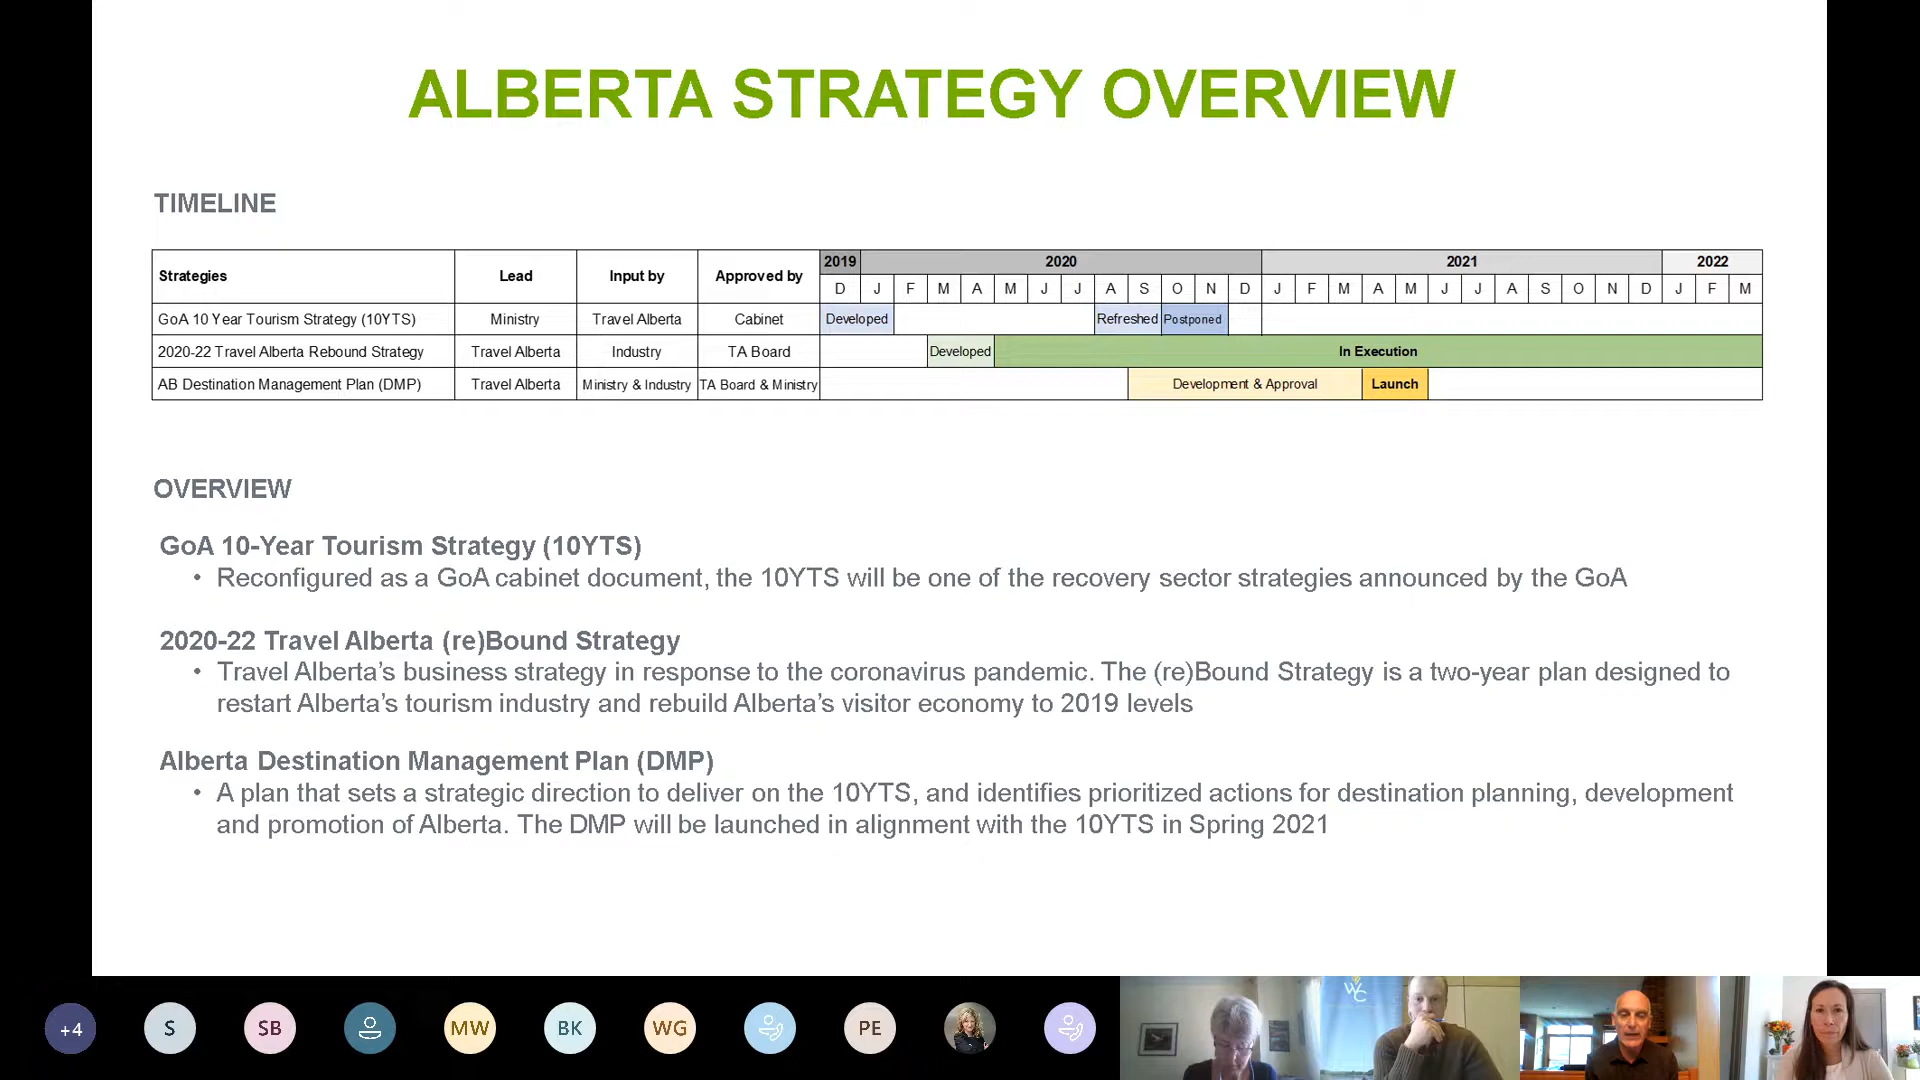 ALBERTA STRATEGY OVERVIEW
TIMELINE
Strategies Lead Input by Approved by 2019 2020 2021 2022
D J F M A M J J A S O N D J F M A M J J A S O N D J F M
GoA 10 Year Tourism Strategy (10YTS) Ministry Travel Alberta Cabinet Developed Refreshed Postponed
2020-22 Travel Alberta Rebound Strategy Travel Alberta Industry TA Board Developed In Execution
AB Destination Management Plan (DMP) Travel Alberta Ministry & Industry TA Board & Ministry Development & Approval Launch
OVERVIEW
GoA 10-Year Tourism Strategy (10YTS)
• Reconfigured as a GoA cabinet document, the 10YTS will be one of the recovery sector strategies announced by the GoA
2020-22 Travel Alberta (re)Bound Strategy
• Travel Alberta’s business strategy in response to the coronavirus pandemic. The (re)Bound Strategy is a two-year plan designed to
restart Alberta’s tourism industry and rebuild Alberta’s visitor economy to 2019 levels
Alberta Destination Management Plan (DMP)
• A plan that sets a strategic direction to deliver on the 10YTS, and identifies prioritized actions for destination planning, development
and promotion of Alberta. The DMP will be launched in alignment with the 10YTS in Spring 2021
+4 S SB MW BK WG PE
WC